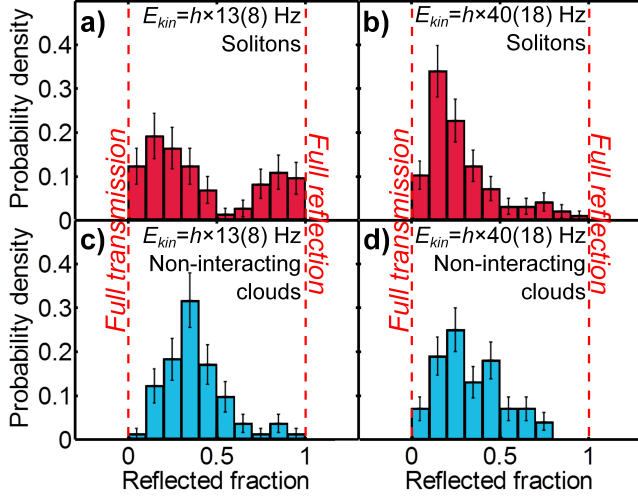 a) E_kin=h×13(8) Hz
Solitons
b) E_kin=h×40(18) Hz
Solitons
Probability density
0.4
0.3
0.2
0.1
0
Full transmission
Full reflection
Full transmission
Full reflection
c) E_kin=h×13(8) Hz
Non-interacting
clouds
d) E_kin=h×40(18) Hz
Non-interacting
clouds
Probability density
0.4
0.3
0.2
0.1
0
0 0.5 1
0 0.5 1
Reflected fraction
Reflected fraction